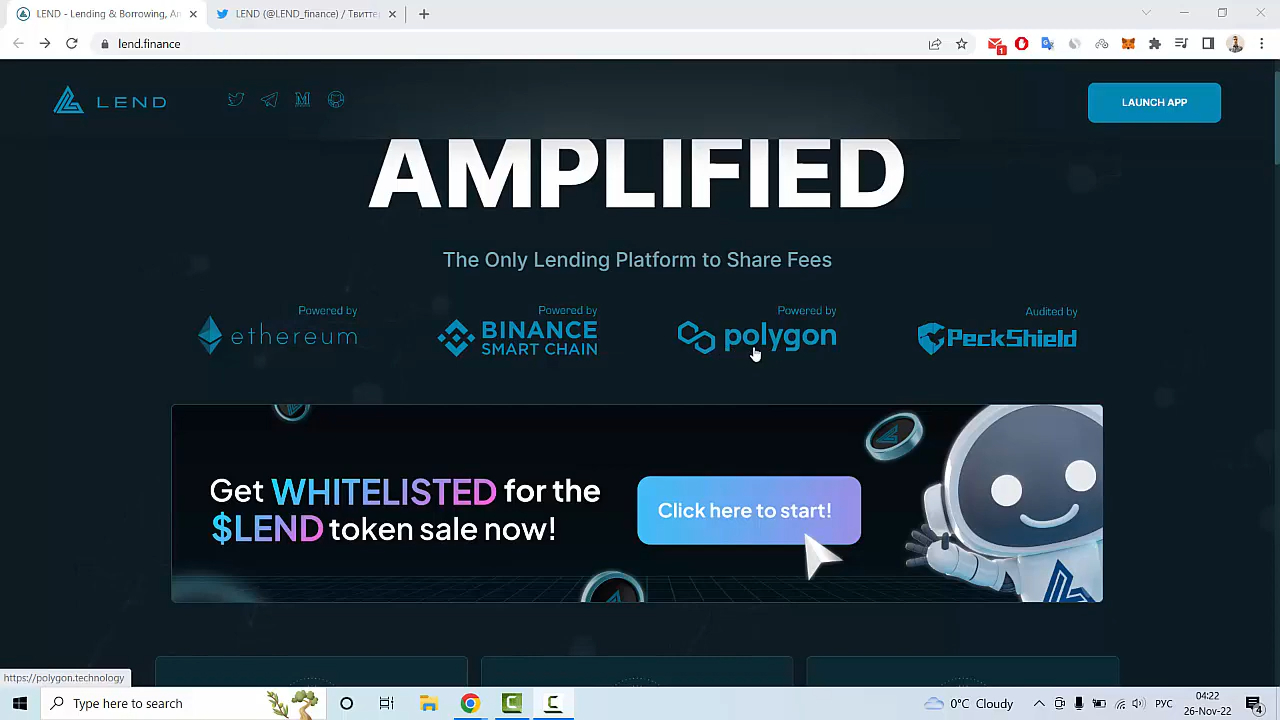 LEND - Lending & Borrowing, An
LEND (@LEND_finance) / Твитте
lend.finance
1
LEND
M
LAUNCH APP
AMPLIFIED
The Only Lending Platform to Share Fees
Powered by
ethereum
Powered by
BINANCE
SMART CHAIN
Powered by
polygon
Audited by
PeckShield
Get WHITELISTED for the
$LEND token sale now!
Click here to start!
https://polygon.technology
Type here to search
0°C Cloudy
РУС
04:22
26-Nov-22
4